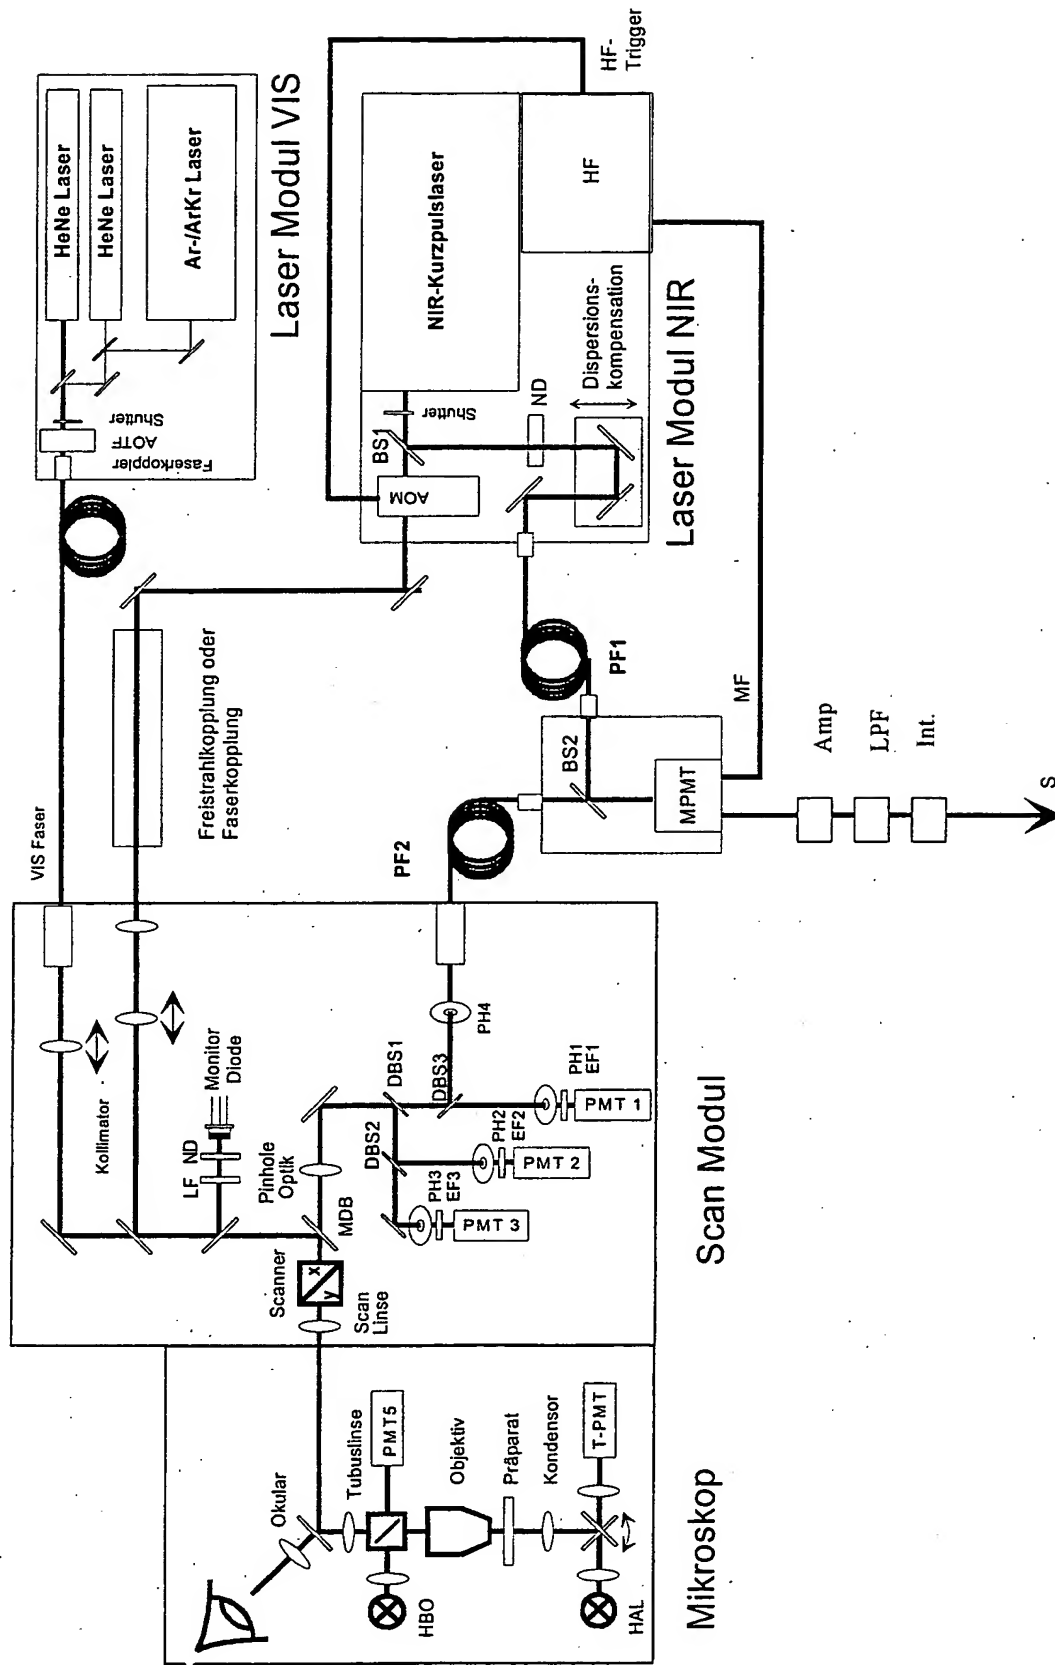 HeNe Laser
HeNe Laser
Ar-/ArKr Laser
Shutter
AOTF
Faserkoppler
Laser Modul VIS
HF-
Trigger
NIR-Kurzpulslaser
HF
Shutter
BS1
AOM
ND
Dispersions-
kompensation
Laser Modul NIR
VIS Faser
Freistrahlkopplung oder
Faserkopplung
PF1
PF2
BS2
MPMT
MF
Amp
LPF
Int.
S
Kollimator
Monitor
Diode
LF ND
Pinhole
Optik
MDB
Scanner
x
y
Scan
Linse
DBS1
DBS2
DBS3
PH4
PH1
EF1
PMT 1
PH2
EF2
PMT 2
PH3
EF3
PMT 3
Scan Modul
Okular
Tubuslinse
PMT5
HBO
Objektiv
Präparat
Kondensor
T-PMT
HAL
Mikroskop